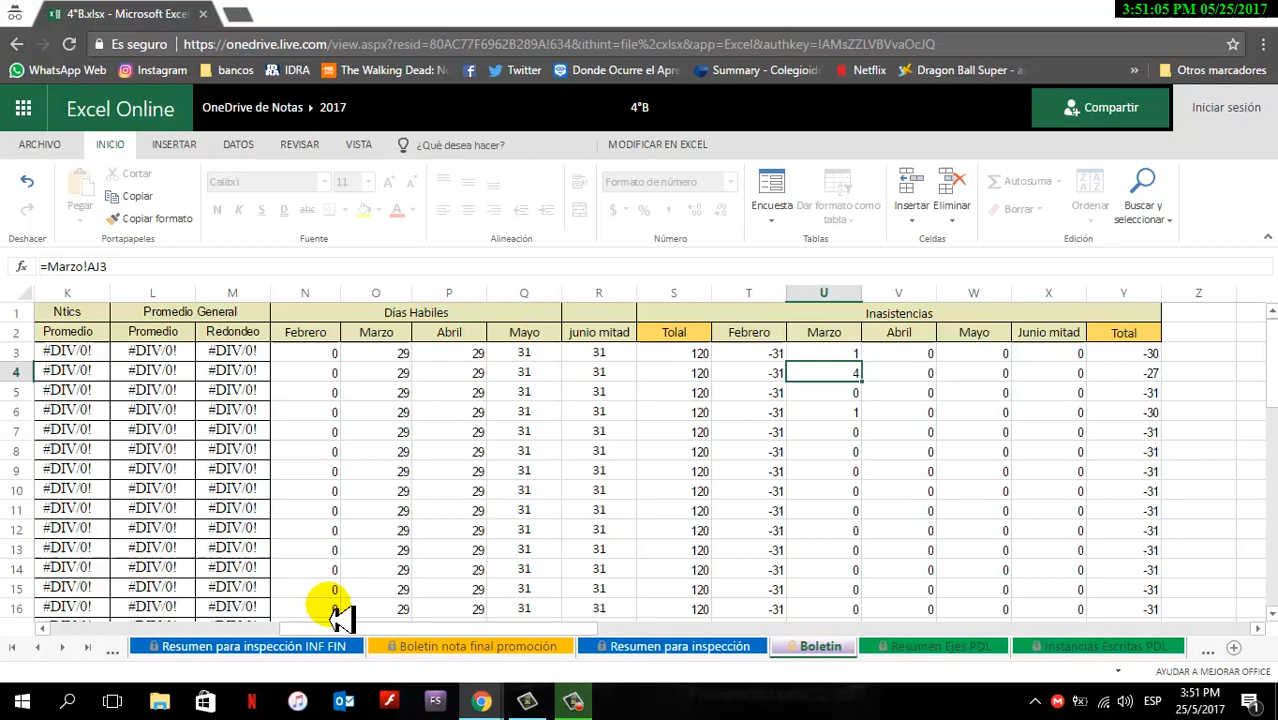 3:51:05 PM 05/25/2017
4°B.xlsx - Microsoft Excel
Es seguro https://onedrive.live.com/view.aspx?resid=80AC77F6962B289A!634&ithint=file%2cxlsx&app=Excel&authkey=!AMsZZLVBVvaOcJQ
WhatsApp Web Instagram bancos IDRA The Walking Dead: N Twitter Donde Ocurre el Apre Summary - Colegioid Netflix Dragon Ball Super - a » Otros marcadores
Excel Online OneDrive de Notas 2017 4°B Compartir Iniciar sesión
ARCHIVO INICIO INSERTAR DATOS REVISAR VISTA ¿Qué desea hacer? MODIFICAR EN EXCEL
Cortar
Copiar
Copiar formato
Pegar
Calibri 11
N K S D abc A
Formato de número
$ %
Encuesta Dar formato como tabla
Insertar Eliminar
Autosuma
Borrar
Ordenar
Buscar y seleccionar
Deshacer Portapapeles Fuente Alineación Número Tablas Celdas Edición
fx =Marzo!AJ3
K L M N O P Q R S T U V W X Y Z
1 Ntics Promedio General Días Habiles Inasistencias
2 Promedio Promedio Redondeo Febrero Marzo Abril Mayo junio mitad Tolal Febrero Marzo Abril Mayo Junio mitad Total
3 #DIV/0! #DIV/0! #DIV/0! 0 29 29 31 31 120 -31 1 0 0 0 -30
4 #DIV/0! #DIV/0! #DIV/0! 0 29 29 31 31 120 -31 4 0 0 0 -27
5 #DIV/0! #DIV/0! #DIV/0! 0 29 29 31 31 120 -31 0 0 0 0 -31
6 #DIV/0! #DIV/0! #DIV/0! 0 29 29 31 31 120 -31 1 0 0 0 -30
7 #DIV/0! #DIV/0! #DIV/0! 0 29 29 31 31 120 -31 0 0 0 0 -31
8 #DIV/0! #DIV/0! #DIV/0! 0 29 29 31 31 120 -31 0 0 0 0 -31
9 #DIV/0! #DIV/0! #DIV/0! 0 29 29 31 31 120 -31 0 0 0 0 -31
10 #DIV/0! #DIV/0! #DIV/0! 0 29 29 31 31 120 -31 0 0 0 0 -31
11 #DIV/0! #DIV/0! #DIV/0! 0 29 29 31 31 120 -31 0 0 0 0 -31
12 #DIV/0! #DIV/0! #DIV/0! 0 29 29 31 31 120 -31 0 0 0 0 -31
13 #DIV/0! #DIV/0! #DIV/0! 0 29 29 31 31 120 -31 0 0 0 0 -31
14 #DIV/0! #DIV/0! #DIV/0! 0 29 29 31 31 120 -31 0 0 0 0 -31
15 #DIV/0! #DIV/0! #DIV/0! 0 29 29 31 31 120 -31 0 0 0 0 -31
16 #DIV/0! #DIV/0! #DIV/0! 29 29 31 31 120 -31 0 0 0 0 -31
... Resumen para inspección INF FIN Boletin nota final promoción Resumen para inspección Boletin Resumen Ejes PDL Instancias Escritas PDL ...
AYUDAR A MEJORAR OFFICE
FS ESP 3:51 PM
25/5/2017